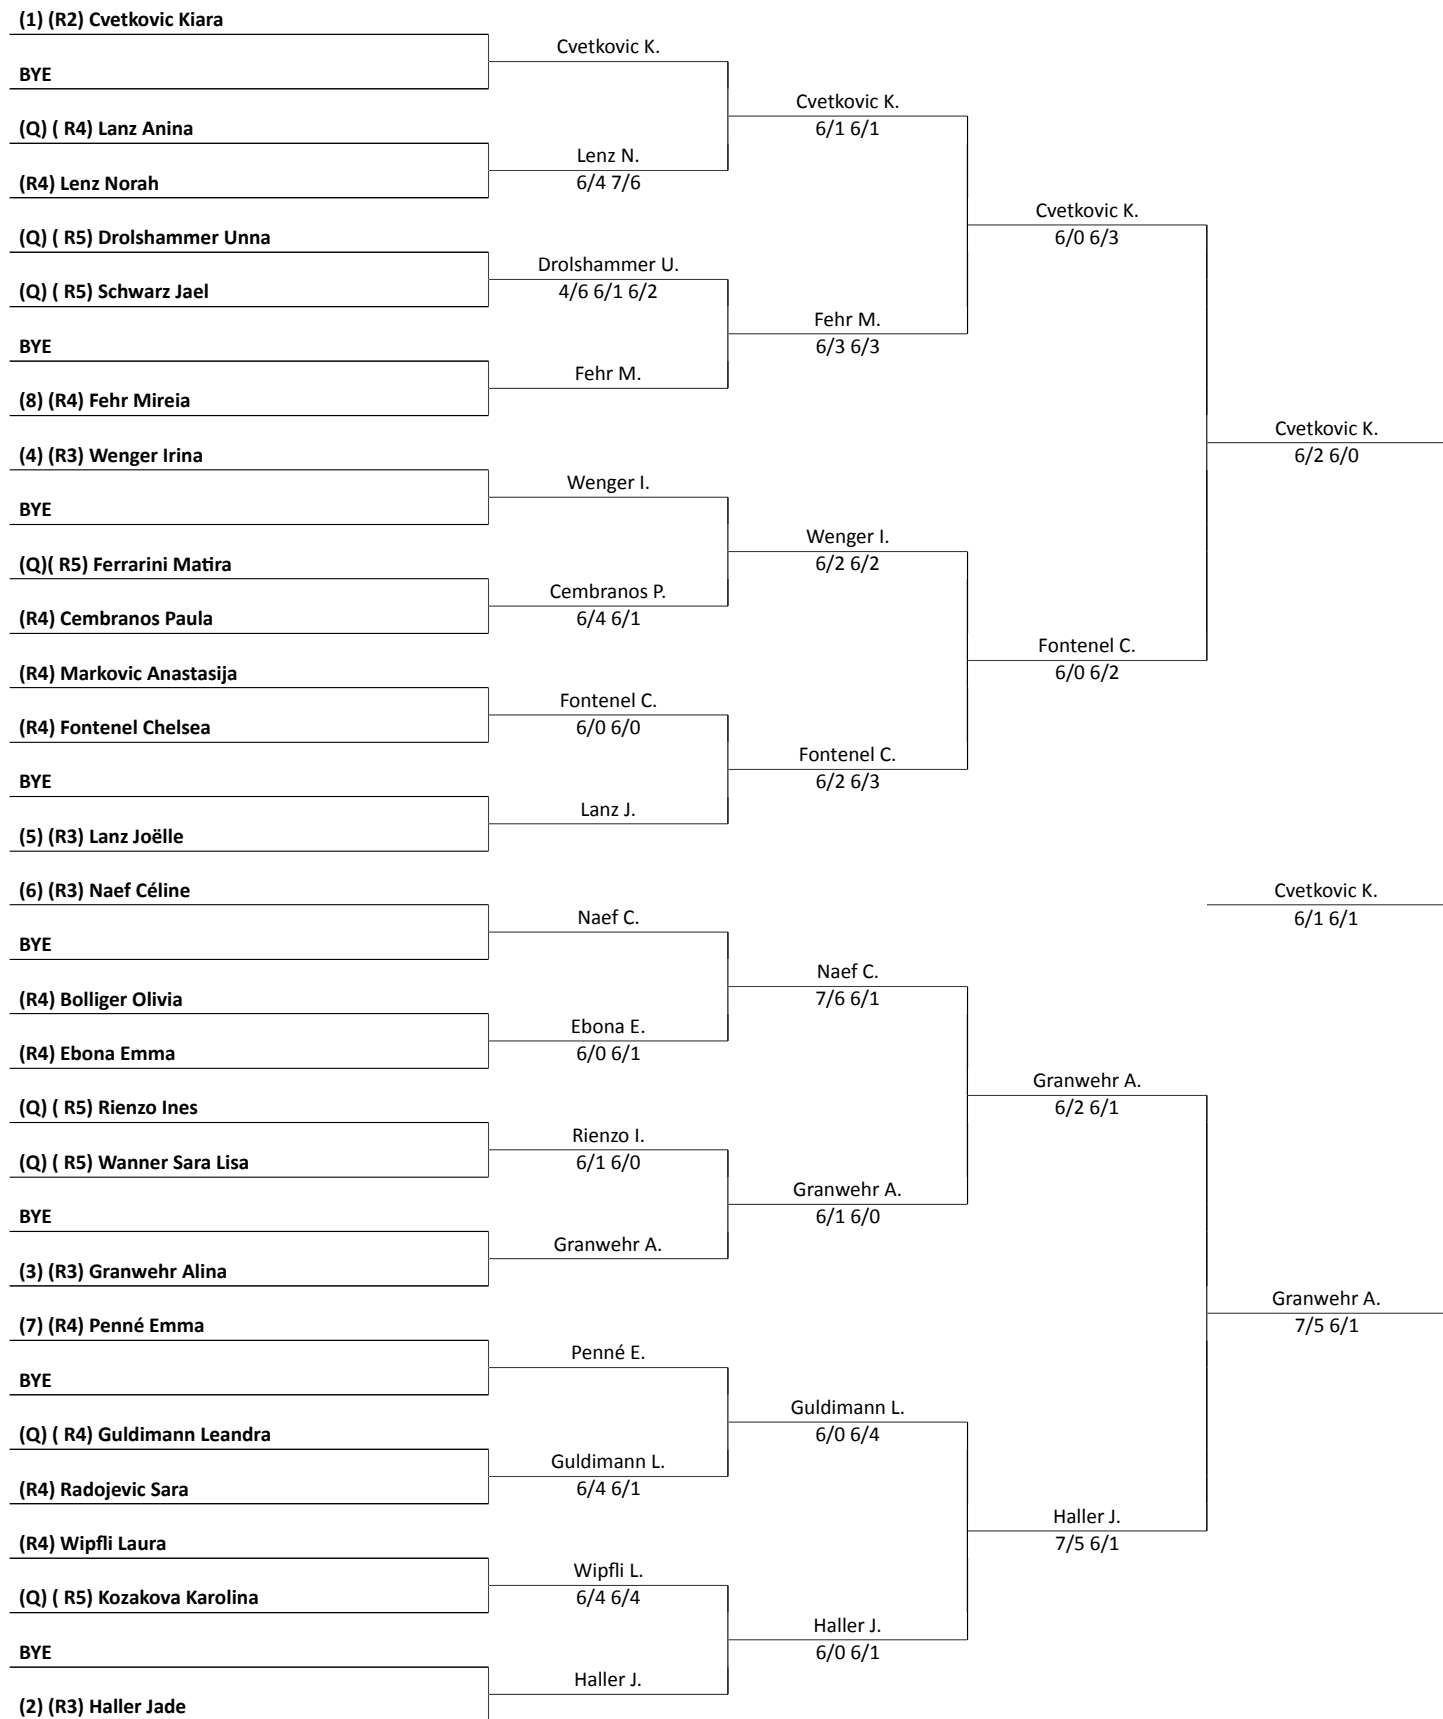 (1) (R2) Cvetkovic Kiara
BYE
(Q) ( R4) Lanz Anina
(R4) Lenz Norah
(Q) ( R5) Drolshammer Unna
(Q) ( R5) Schwarz Jael
BYE
(8) (R4) Fehr Mireia
(4) (R3) Wenger Irina
BYE
(Q)( R5) Ferrarini Matira
(R4) Cembranos Paula
(R4) Markovic Anastasija
(R4) Fontenel Chelsea
BYE
(5) (R3) Lanz Joëlle
(6) (R3) Naef Céline
BYE
(R4) Bolliger Olivia
(R4) Ebona Emma
(Q) ( R5) Rienzo Ines
(Q) ( R5) Wanner Sara Lisa
BYE
(3) (R3) Granwehr Alina
(7) (R4) Penné Emma
BYE
(Q) ( R4) Guldimann Leandra
(R4) Radojevic Sara
(R4) Wipfli Laura
(Q) ( R5) Kozakova Karolina
BYE
(2) (R3) Haller Jade
Cvetkovic K.
Lenz N.
6/4 7/6
Drolshammer U.
4/6 6/1 6/2
Fehr M.
Wenger I.
Cembranos P.
6/4 6/1
Fontenel C.
6/0 6/0
Lanz J.
Naef C.
Ebona E.
6/0 6/1
Rienzo I.
6/1 6/0
Granwehr A.
Penné E.
Guldimann L.
6/4 6/1
Wipfli L.
6/4 6/4
Haller J.
Cvetkovic K.
6/1 6/1
Fehr M.
6/3 6/3
Wenger I.
6/2 6/2
Fontenel C.
6/2 6/3
Naef C.
7/6 6/1
Granwehr A.
6/1 6/0
Guldimann L.
6/0 6/4
Haller J.
6/0 6/1
Cvetkovic K.
6/0 6/3
Fontenel C.
6/0 6/2
Granwehr A.
6/2 6/1
Haller J.
7/5 6/1
Cvetkovic K.
6/2 6/0
Cvetkovic K.
6/1 6/1
Granwehr A.
7/5 6/1